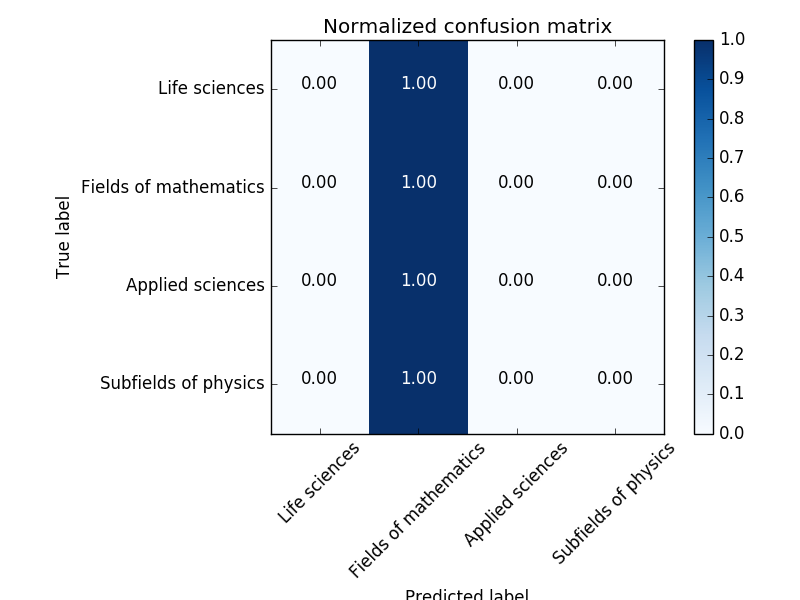 Normalized confusion matrix
Life sciences 0.00 1.00 0.00 0.00
Fields of mathematics 0.00 1.00 0.00 0.00
Applied sciences 0.00 1.00 0.00 0.00
Subfields of physics 0.00 1.00 0.00 0.00
True label
Life sciences
Fields of mathematics
Applied sciences
Subfields of physics
Predicted label
1.0
0.9
0.8
0.7
0.6
0.5
0.4
0.3
0.2
0.1
0.0